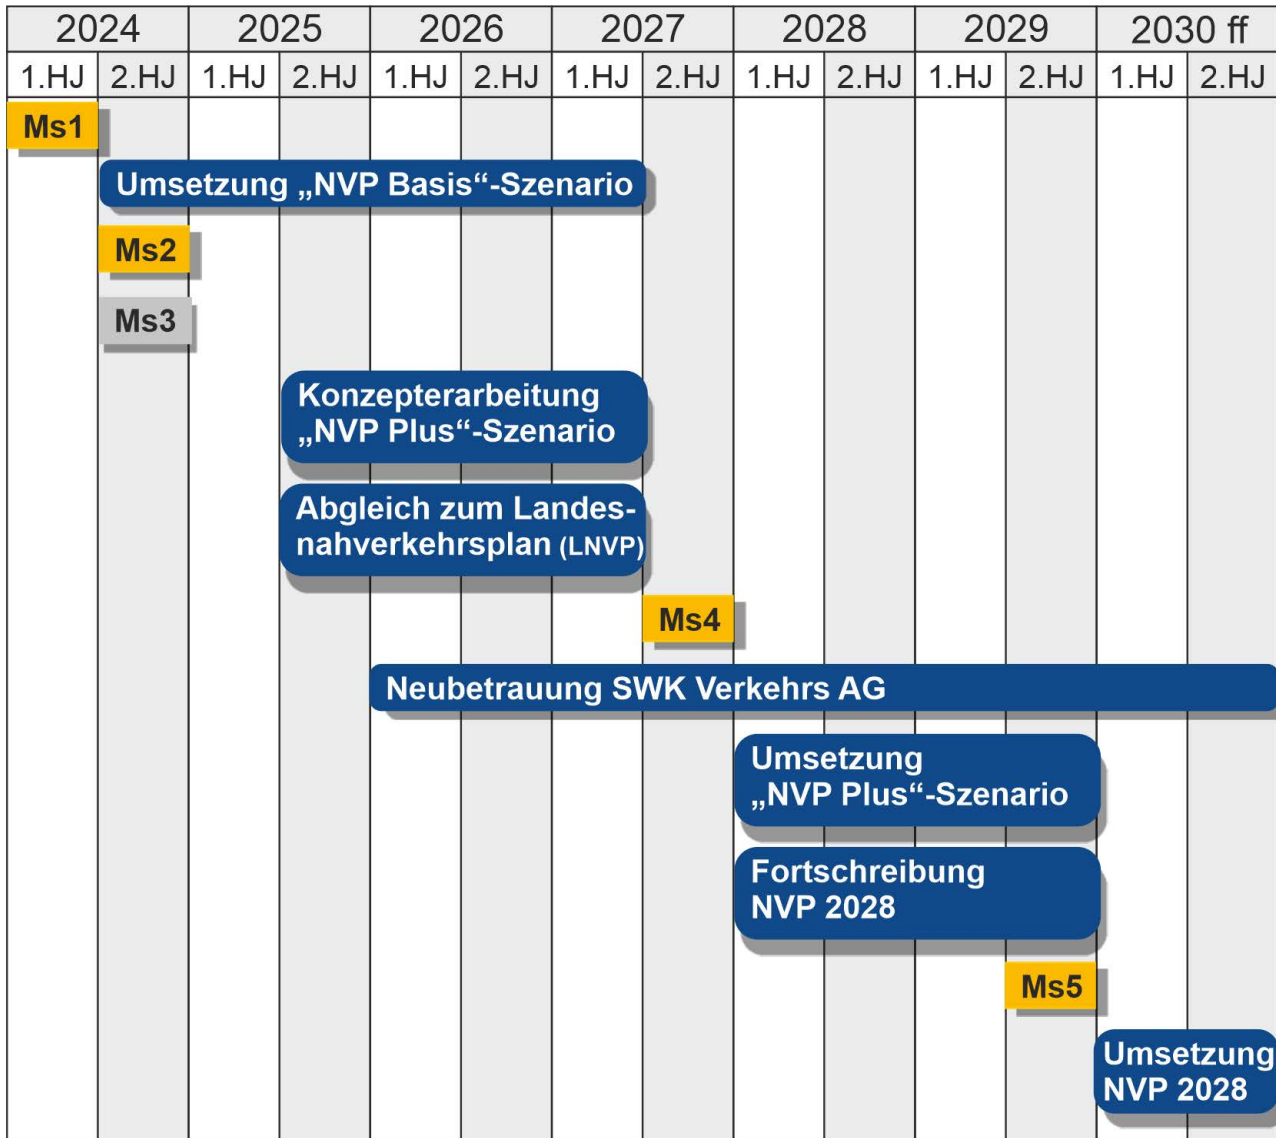 2024 2025 2026 2027 2028 2029 2030 ff
1.HJ 2.HJ 1.HJ 2.HJ 1.HJ 2.HJ 1.HJ 2.HJ 1.HJ 2.HJ 1.HJ 2.HJ 1.HJ 2.HJ
Ms1
Umsetzung „NVP Basis“-Szenario
Ms2
Ms3
Konzepterarbeitung
„NVP Plus“-Szenario
Abgleich zum Landes-
nahverkehrsplan (LNVP)
Ms4
Neubetrauung SWK Verkehrs AG
Umsetzung
„NVP Plus“-Szenario
Fortschreibung
NVP 2028
Ms5
Umsetzung
NVP 2028